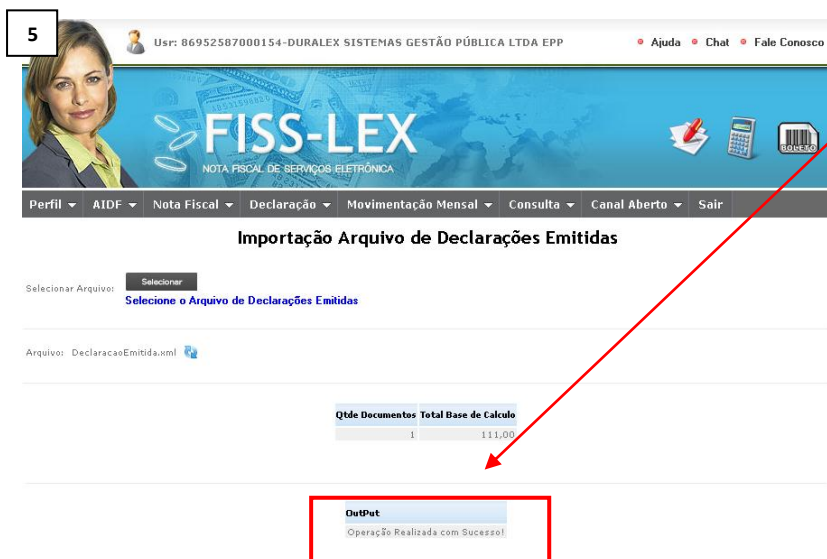 5
Usr: 86952587000154-DURALEX SISTEMAS GESTÃO PÚBLICA LTDA EPP
Ajuda Chat Fale Conosco
FISS-LEX
NOTA FISCAL DE SERVIÇOS ELETRÔNICA
BOLETO
Perfil AIDF Nota Fiscal Declaração Movimentação Mensal Consulta Canal Aberto Sair
Importação Arquivo de Declarações Emitidas
Selecionar Arquivo: Selecionar
Selecione o Arquivo de Declarações Emitidas
Arquivo: DeclaracaoEmitida.xml
Qtde Documentos Total Base de Calculo
1 111,00
OutPut
Operação Realizada com Sucesso!